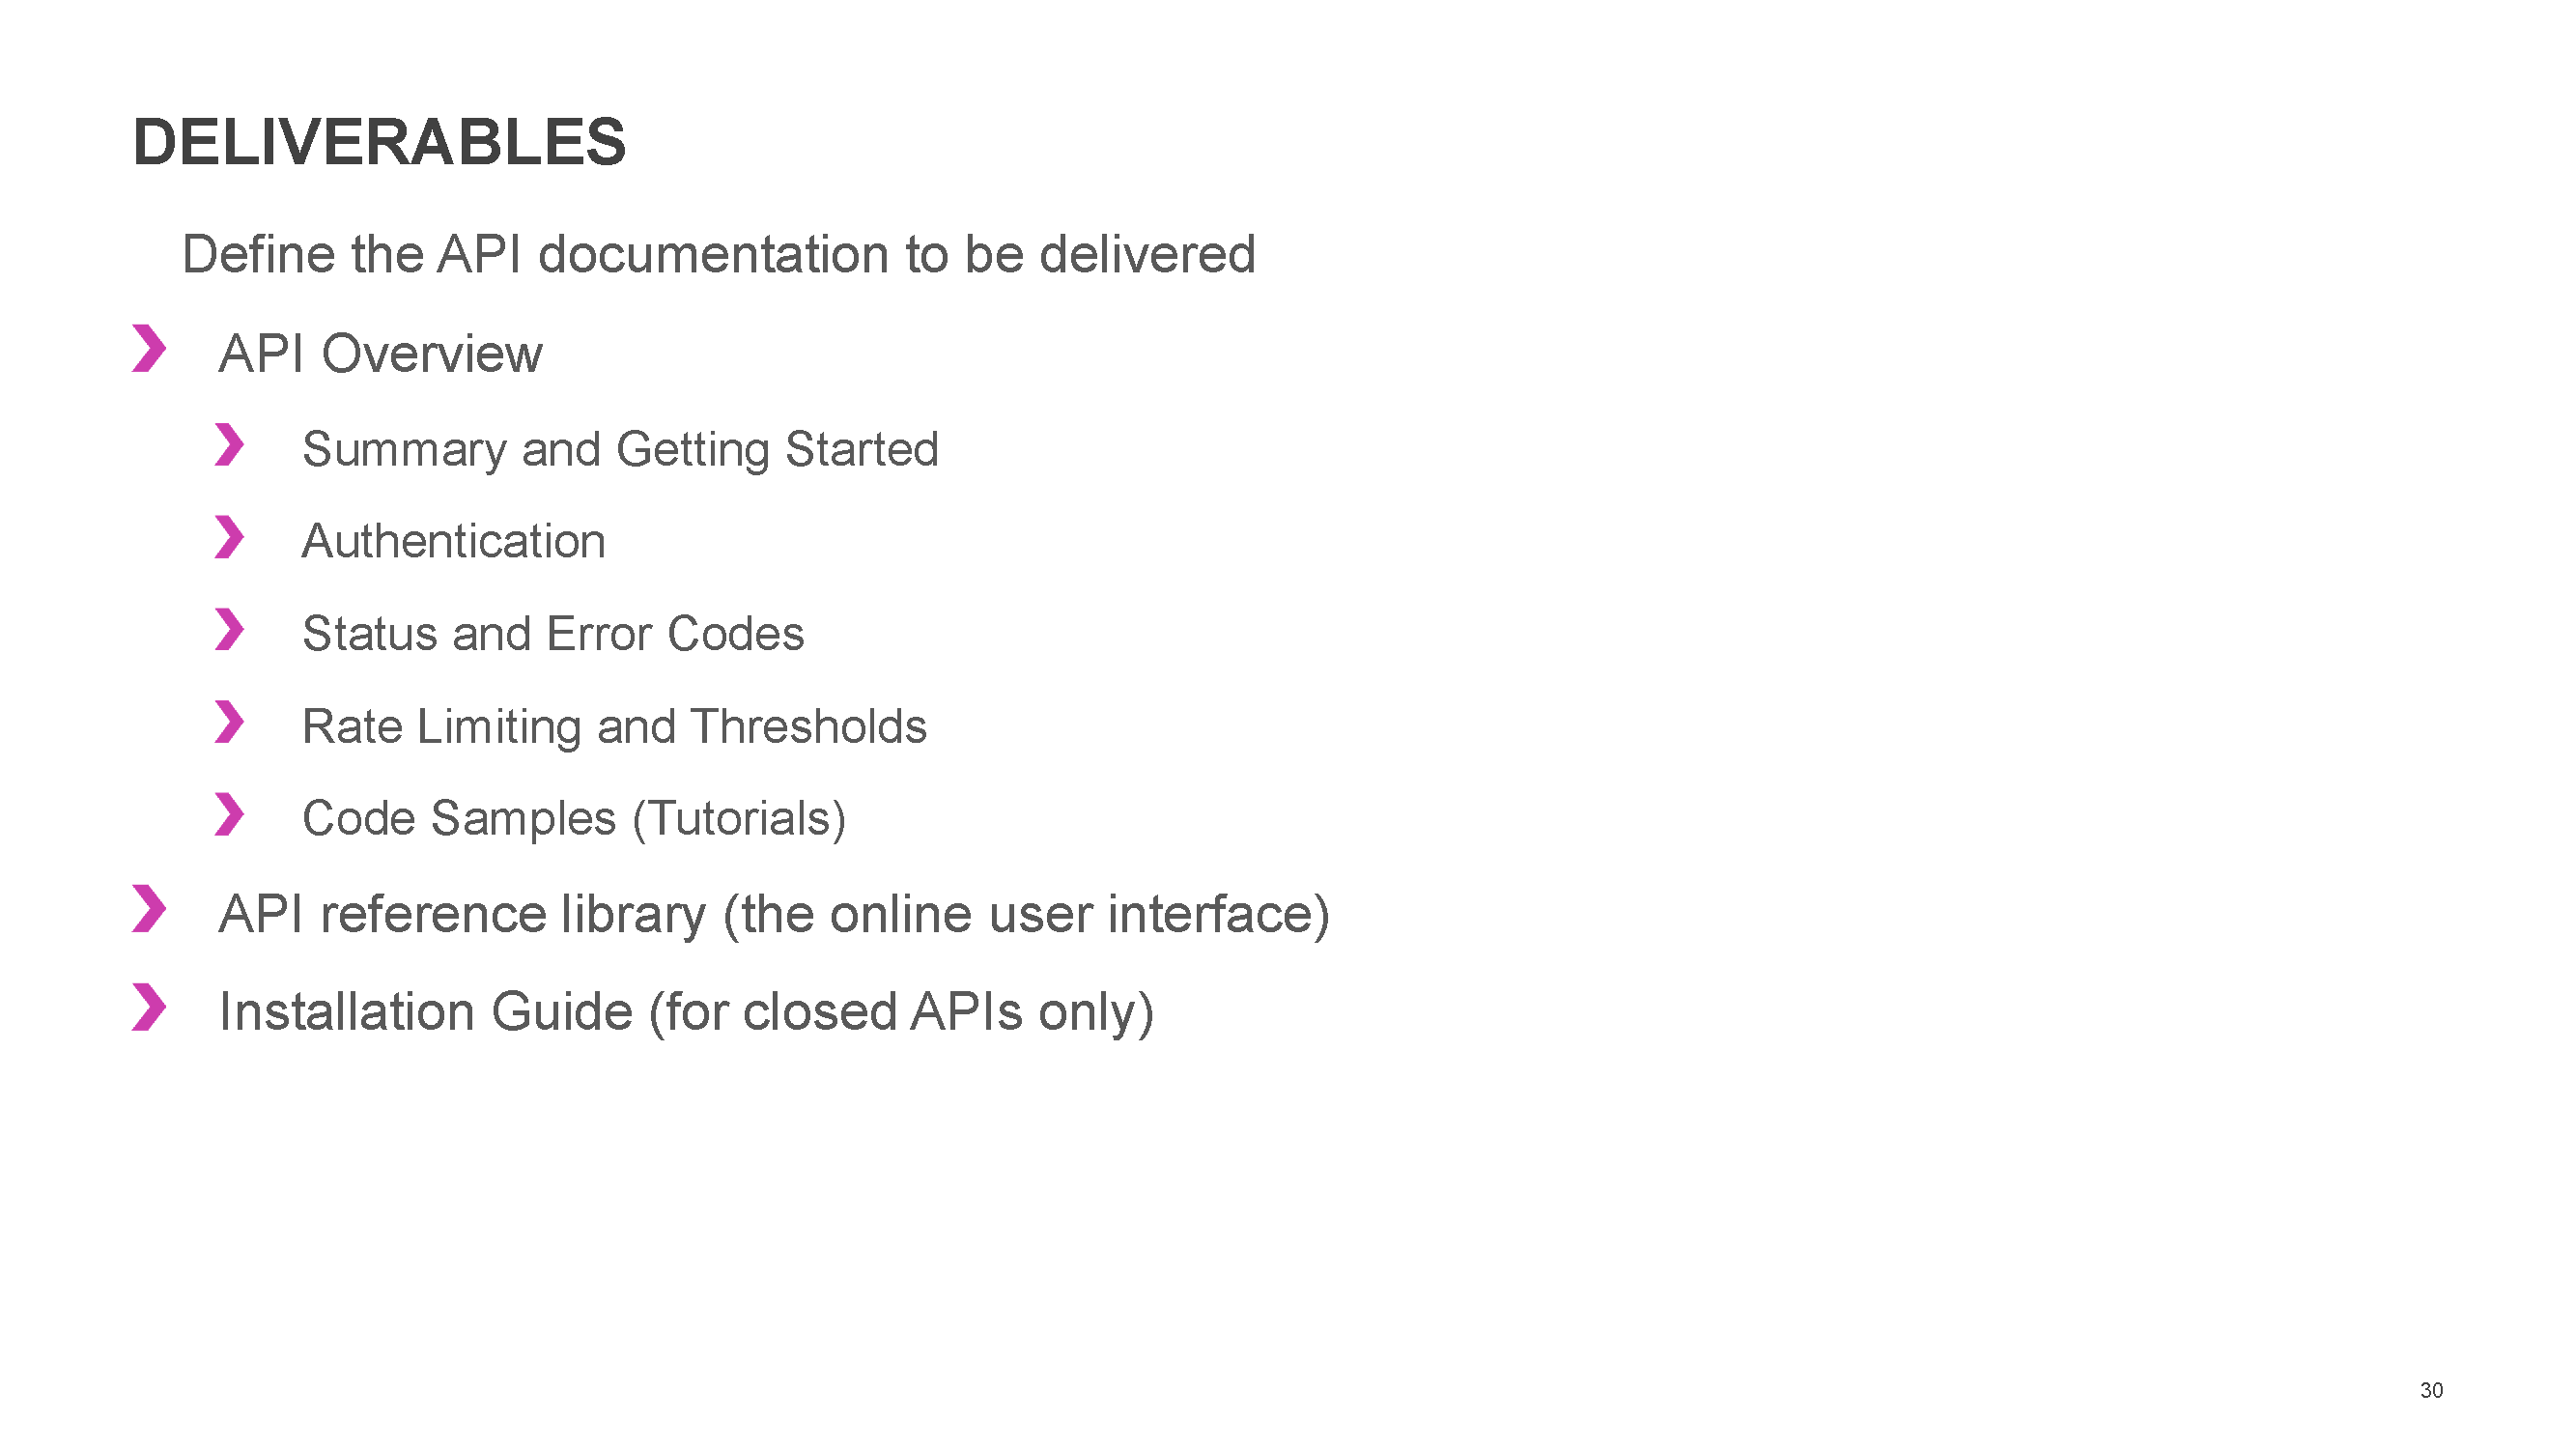 DELIVERABLES
Define the API documentation to be delivered
API Overview
Summary and Getting Started
Authentication
Status and Error Codes
Rate Limiting and Thresholds
Code Samples (Tutorials)
API reference library (the online user interface)
Installation Guide (for closed APIs only)
30